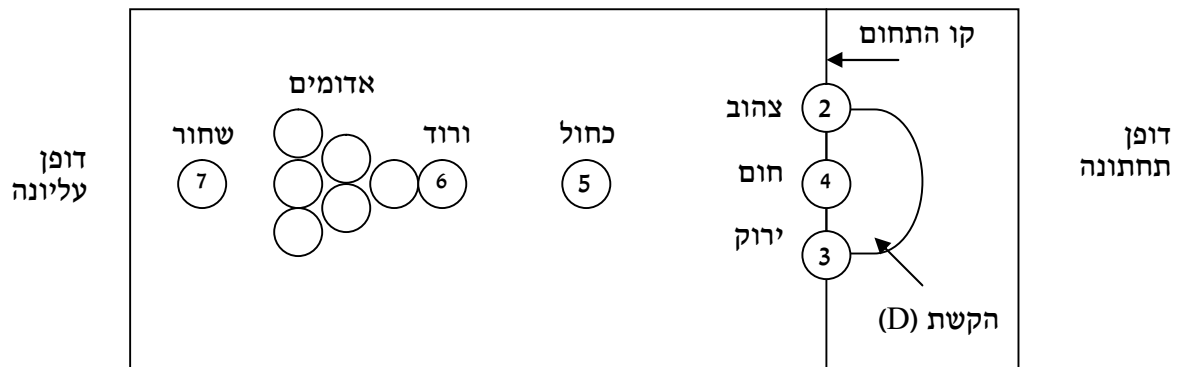 קו התחום
אדומים
צהוב
2
כחול
ורוד
שחור
דופן
תחתונה
דופן
עליונה
חום
4
5
6
7
ירוק
3
הקשת (D)